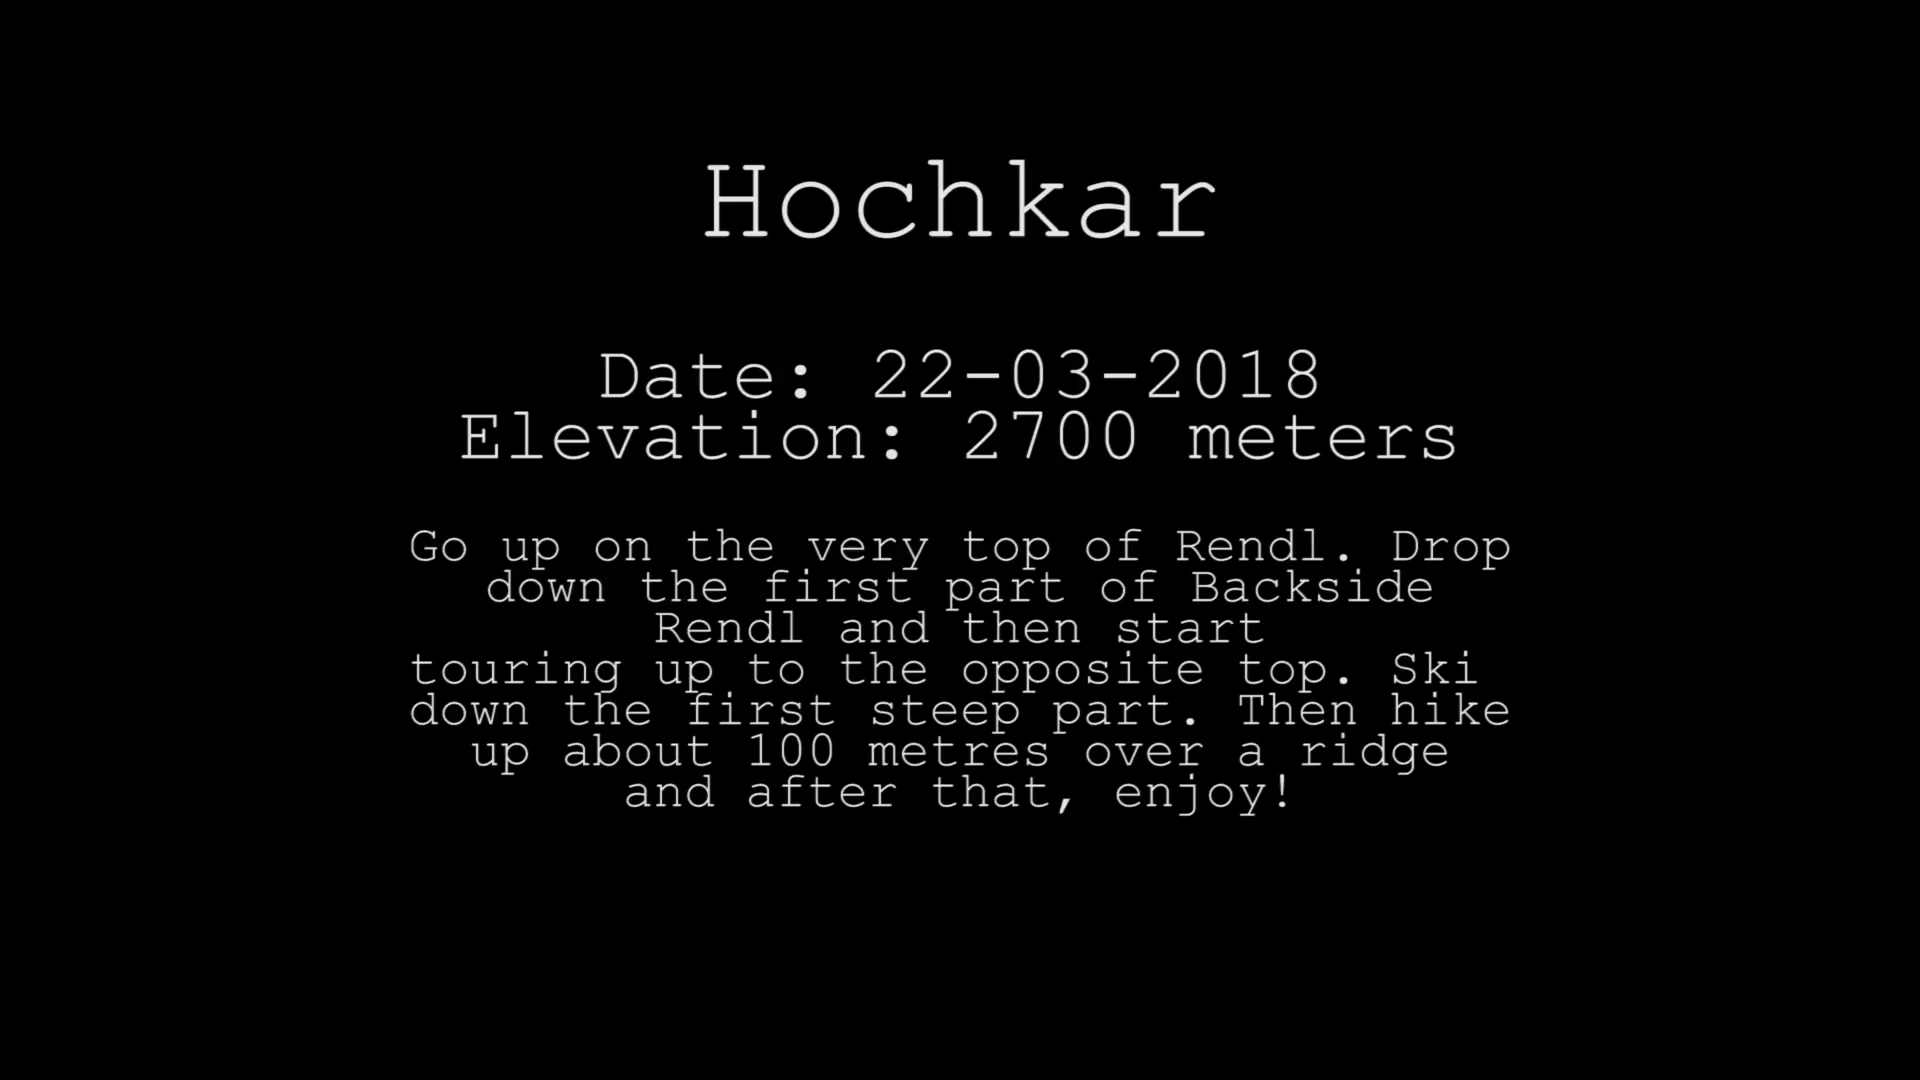 Hochkar
Date: 22-03-2018
Elevation: 2700 meters
Go up on the very top of Rendl. Drop
down the first part of Backside
Rendl and then start
touring up to the opposite top. Ski
down the first steep part. Then hike
up about 100 metres over a ridge
and after that, enjoy!